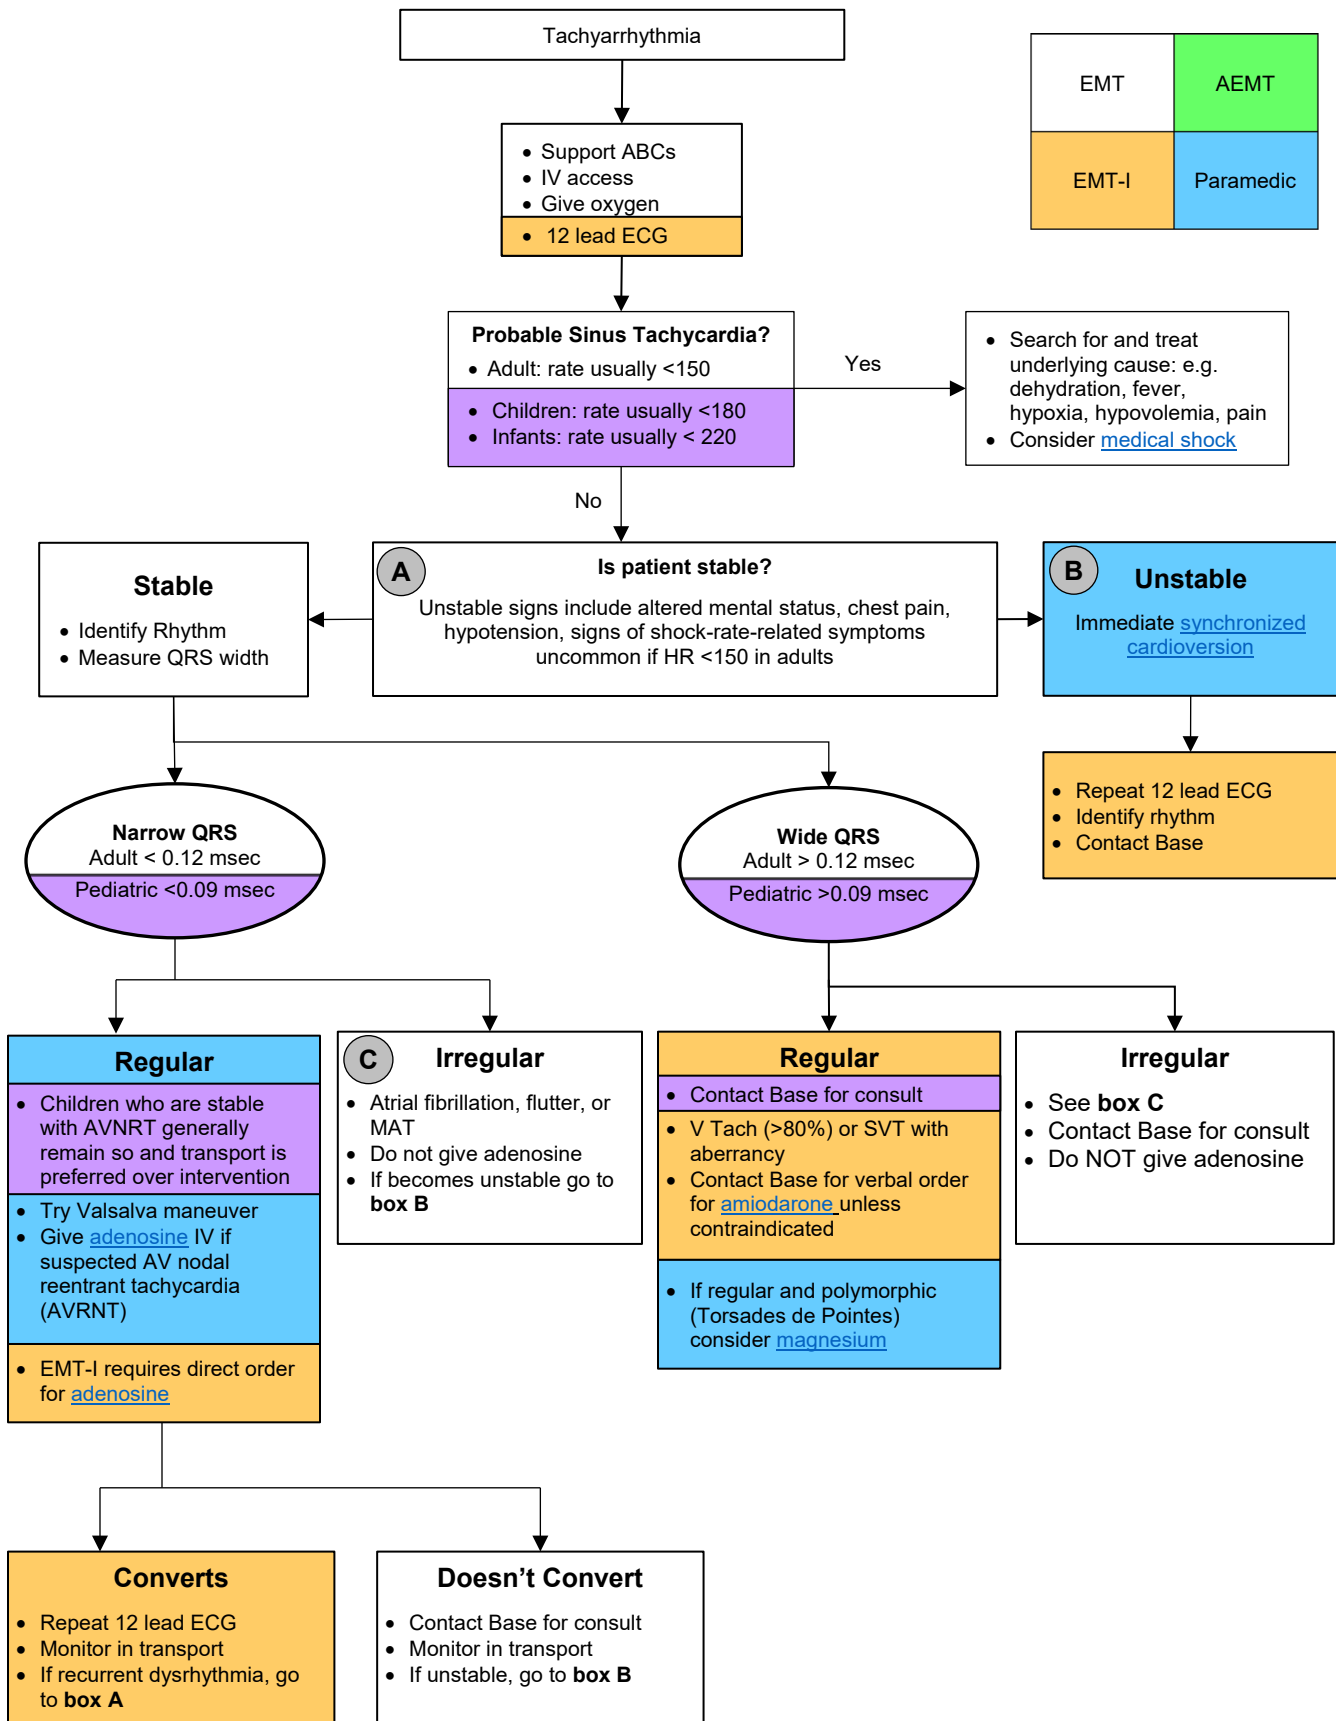 Tachyarrhythmia
EMT
AEMT
EMT-I
Paramedic
• Support ABCs
• IV access
• Give oxygen
• 12 lead ECG
Probable Sinus Tachycardia?
• Adult: rate usually <150
• Children: rate usually <180
• Infants: rate usually < 220
Yes
• Search for and treat
underlying cause: e.g.
dehydration, fever,
hypoxia, hypovolemia, pain
• Consider medical shock
No
Stable
• Identify Rhythm
• Measure QRS width
A
Is patient stable?
Unstable signs include altered mental status, chest pain,
hypotension, signs of shock-rate-related symptoms
uncommon if HR <150 in adults
B
Unstable
Immediate synchronized
cardioversion
• Repeat 12 lead ECG
• Identify rhythm
• Contact Base
Narrow QRS
Adult < 0.12 msec
Pediatric <0.09 msec
Wide QRS
Adult > 0.12 msec
Pediatric >0.09 msec
Regular
• Children who are stable
with AVNRT generally
remain so and transport is
preferred over intervention
• Try Valsalva maneuver
• Give adenosine IV if
suspected AV nodal
reentrant tachycardia
(AVRNT)
• EMT-I requires direct order
for adenosine
C
Irregular
• Atrial fibrillation, flutter, or
MAT
• Do not give adenosine
• If becomes unstable go to
box B
Regular
• Contact Base for consult
• V Tach (>80%) or SVT with
aberrancy
• Contact Base for verbal order
for amiodarone unless
contraindicated
• If regular and polymorphic
(Torsades de Pointes)
consider magnesium
Irregular
• See box C
• Contact Base for consult
• Do NOT give adenosine
Converts
• Repeat 12 lead ECG
• Monitor in transport
• If recurrent dysrhythmia, go
to box A
Doesn't Convert
• Contact Base for consult
• Monitor in transport
• If unstable, go to box B